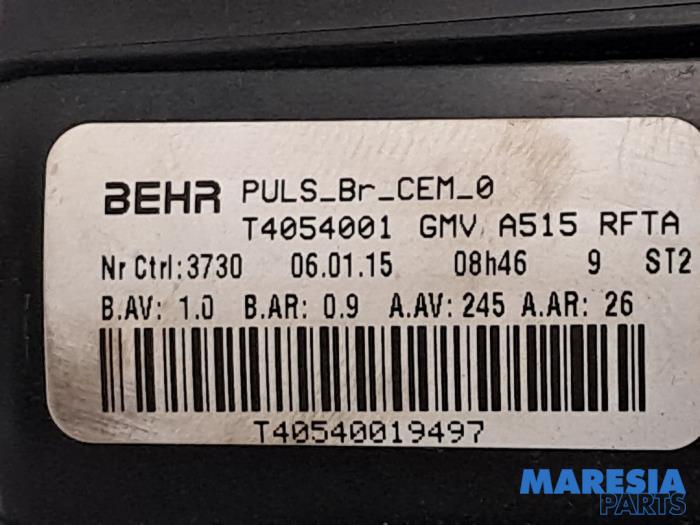 BEHR PULS_Br_CEM_0
T4054001 GMV A515 RFTA
Nr Ctrl:3730 06.01.15 08h46 9 ST2
B.AV: 1.0 B.AR: 0.9 A.AV: 245 A.AR: 26
T40540019497
MARESIA
PARTS